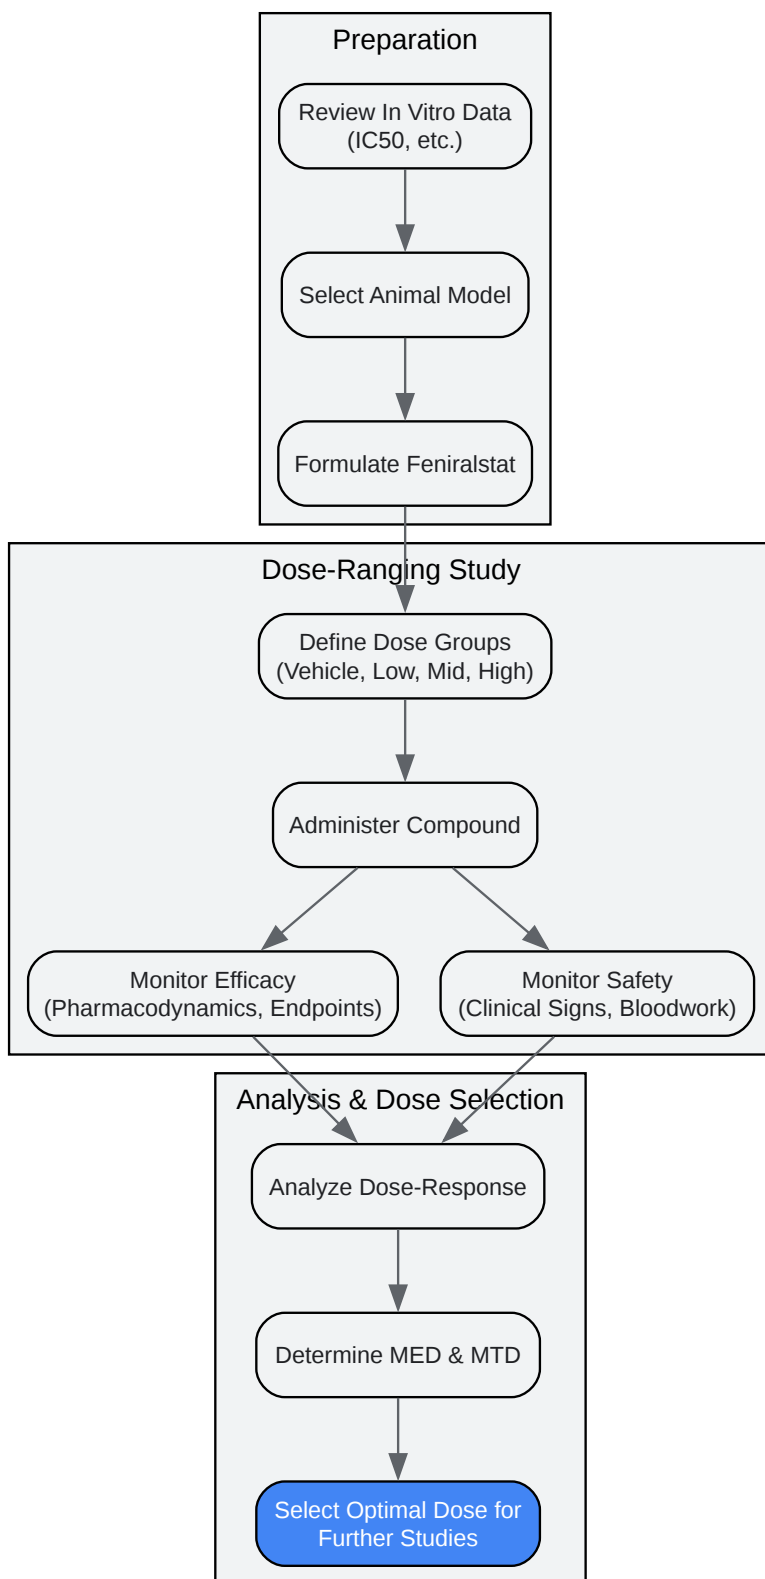 Preparation
Review In Vitro Data
(IC50, etc.)
Select Animal Model
Formulate Feniralstat
Dose-Ranging Study
Define Dose Groups
(Vehicle, Low, Mid, High)
Administer Compound
Monitor Efficacy
(Pharmacodynamics, Endpoints)
Monitor Safety
(Clinical Signs, Bloodwork)
Analysis & Dose Selection
Analyze Dose-Response
Determine MED & MTD
Select Optimal Dose for
Further Studies